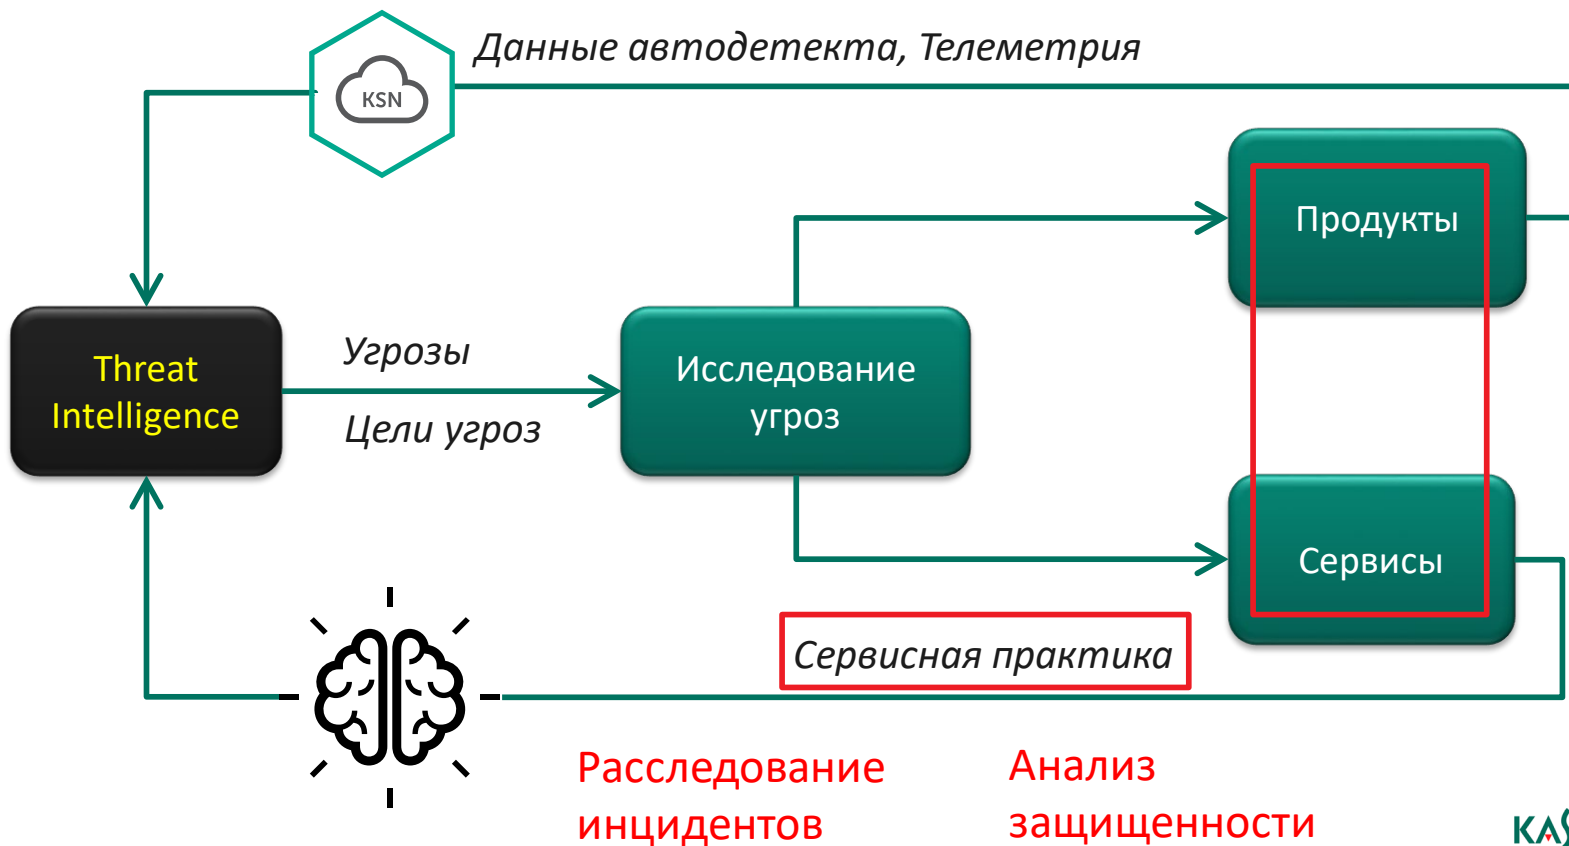 Данные автодетекта, Телеметрия
KSN
Продукты
Threat
Intelligence
Угрозы
Цели угроз
Исследование
угроз
Сервисы
Сервисная практика
Расследование
инцидентов
Анализ
защищенности
KAS